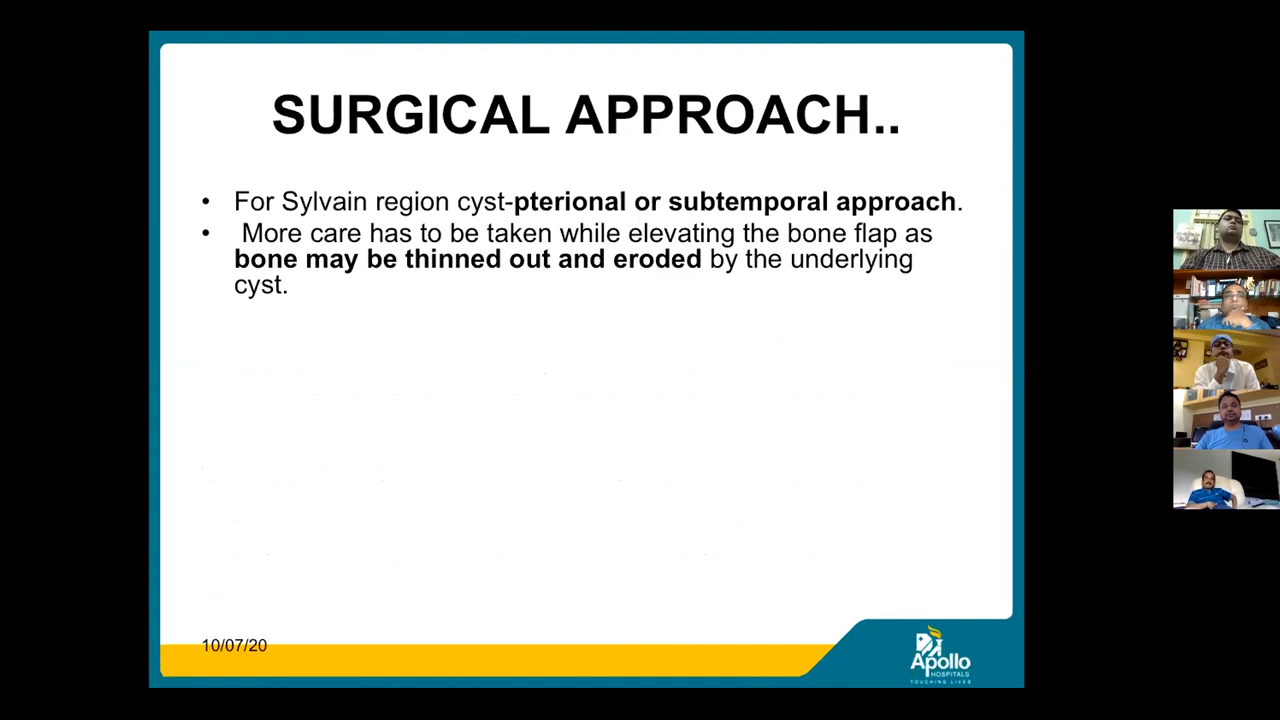 SURGICAL APPROACH..
• For Sylvain region cyst-pterional or subtemporal approach.
• More care has to be taken while elevating the bone flap as
bone may be thinned out and eroded by the underlying
cyst.
10/07/20
Apollo
HOSPITALS
TOUCHING LIVES